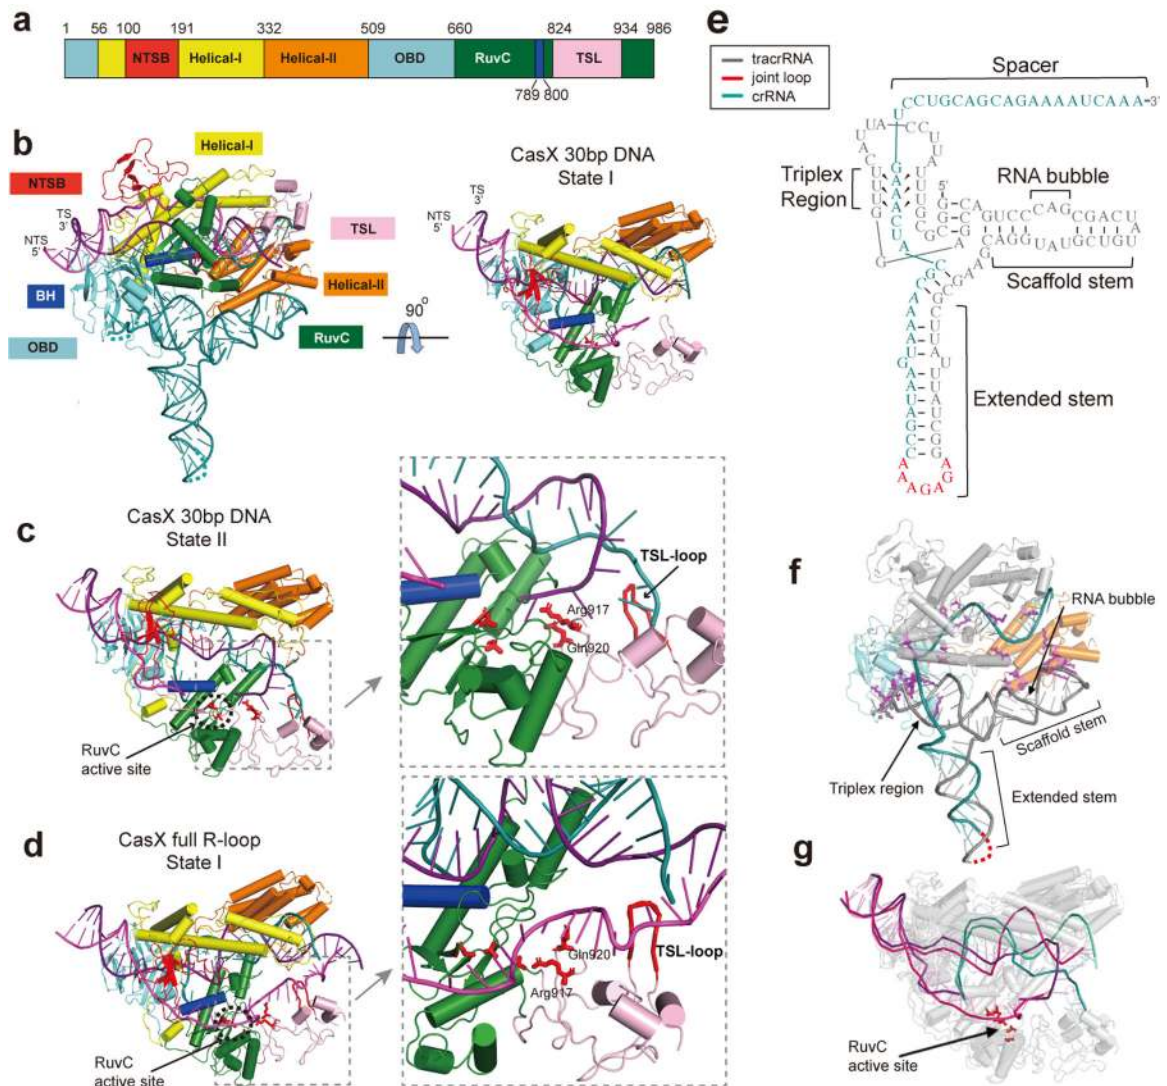 a
1 56 100 191 332 509 660 824 934 986
NTSB Helical-I Helical-II OBD RuvC TSL
789 800
b
Helical-I
NTSB
TS
3'
NTS
5'
TSL
BH
Helical-II
OBD
RuvC
90°
CasX 30bp DNA
State I
TS
3'
NTS
5'
c
CasX 30bp DNA
State II
RuvC
active site
TSL-loop
Arg917
Gln920
d
CasX full R-loop
State I
RuvC
active site
Gln920
TSL-loop
Arg917
e
tracrRNA
joint loop
crRNA
Spacer
CCUGCAGCAGAAAAUCAAA-3'
Triplex
Region
5'
RNA bubble
Scaffold stem
Extended stem
f
RNA bubble
Scaffold stem
Triplex region
Extended stem
g
RuvC
active site